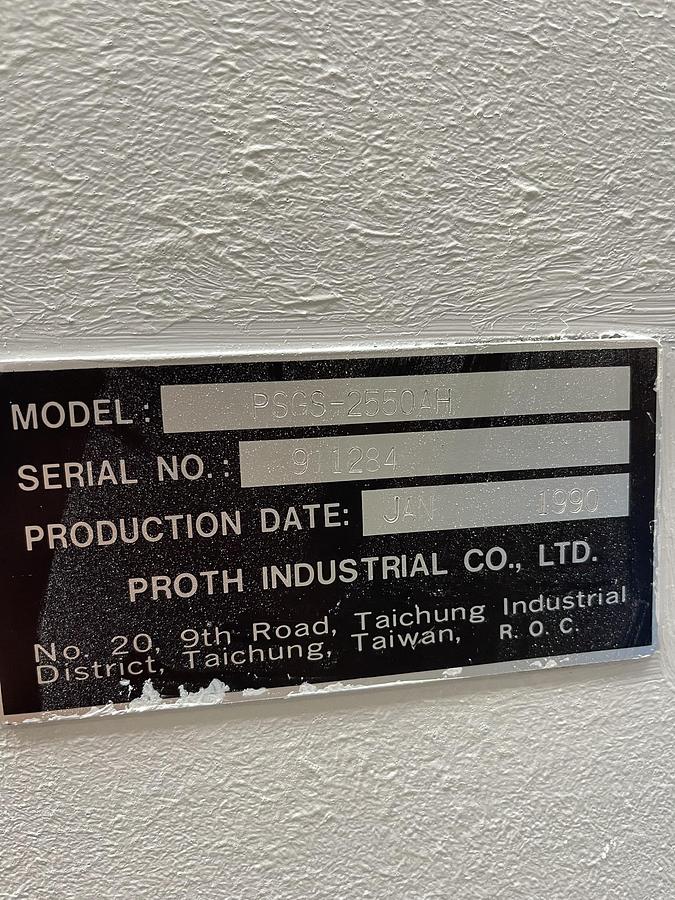 MODEL: PSGS-2550AH
SERIAL NO.: 911284
PRODUCTION DATE: JAN 1990
PROTH INDUSTRIAL CO., LTD.
No. 20, 9th Road, Taichung Industrial
District, Taichung, Taiwan, R. O. C.